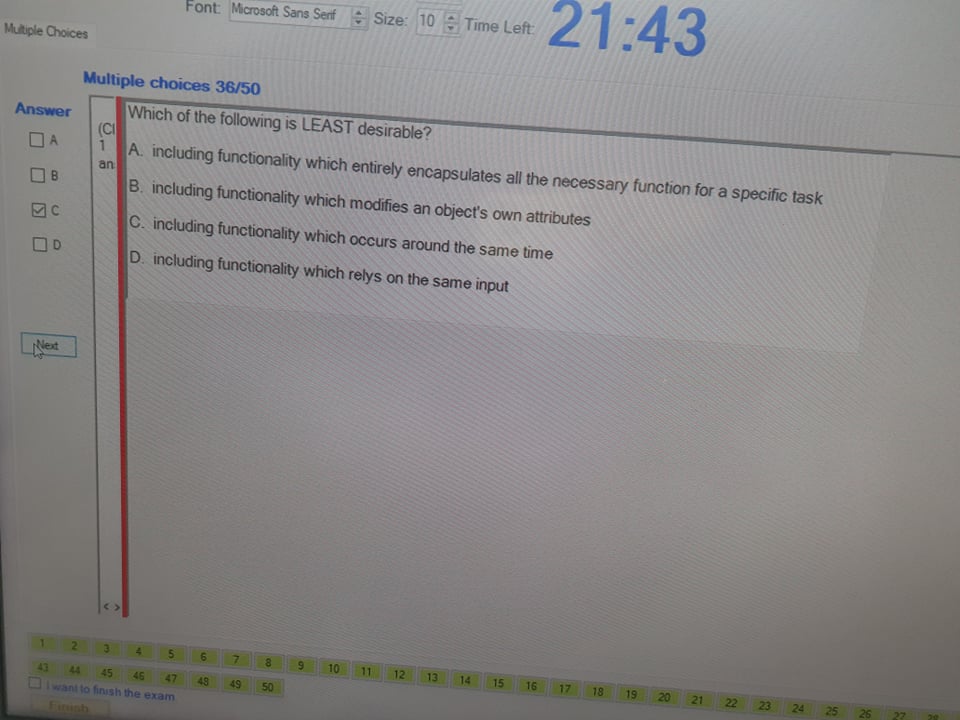 Font: Microsoft Sans Serif Size: 10 Time Left: 21:43
Multiple Choices
Multiple choices 36/50
Answer
A
B
C
D
Next
(Cl
1
an
Which of the following is LEAST desirable?
A. including functionality which entirely encapsulates all the necessary function for a specific task
B. including functionality which modifies an object's own attributes
C. including functionality which occurs around the same time
D. including functionality which relys on the same input
< >
1 2 3 4 5 6 7 8 9 10 11 12 13 14 15 16 17 18 19 20 21 22 23 24 25 26 27
43 44 45 46 47 48 49 50
I want to finish the exam.
Finish